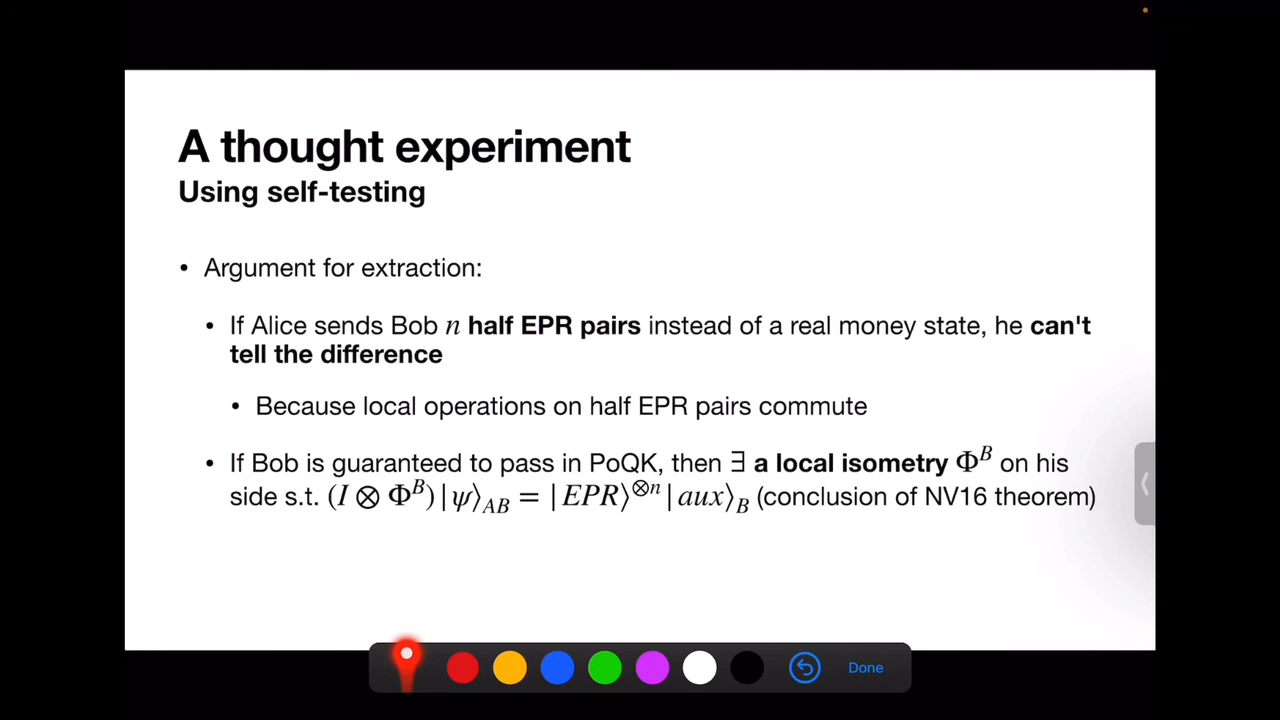 A thought experiment
Using self-testing
• Argument for extraction:
• If Alice sends Bob n half EPR pairs instead of a real money state, he can't
tell the difference
• Because local operations on half EPR pairs commute
• If Bob is guaranteed to pass in PoQK, then ∃ a local isometry Φ^B on his
side s.t. (I ⊗ Φ^B) | ψ⟩_AB = | EPR⟩^⊗n | aux⟩_B (conclusion of NV16 theorem)
Done